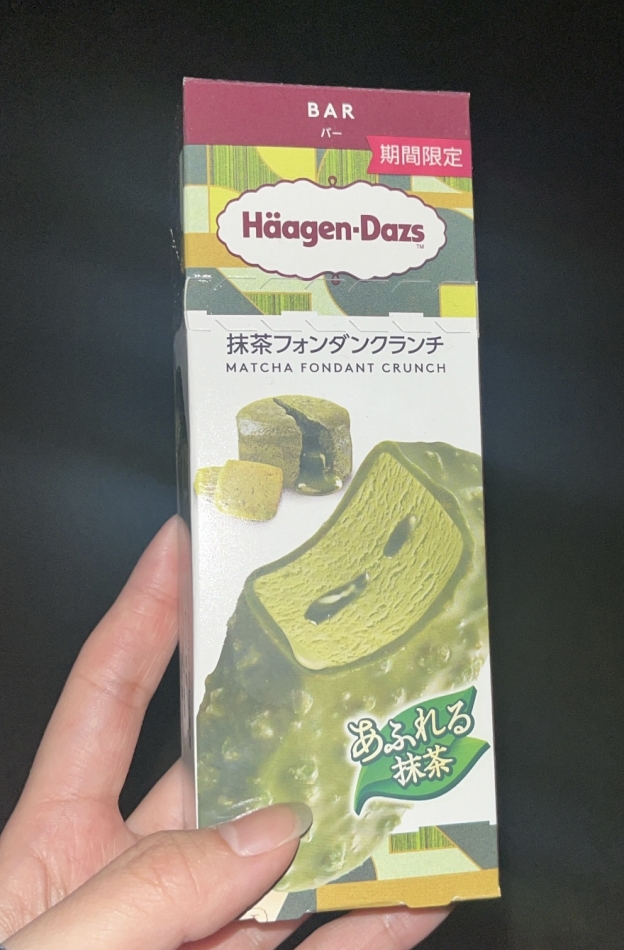 BAR
バー
期間限定
Häagen-Dazs
TM
抹茶フォンダンクランチ
MATCHA FONDANT CRUNCH
あふれる
抹茶